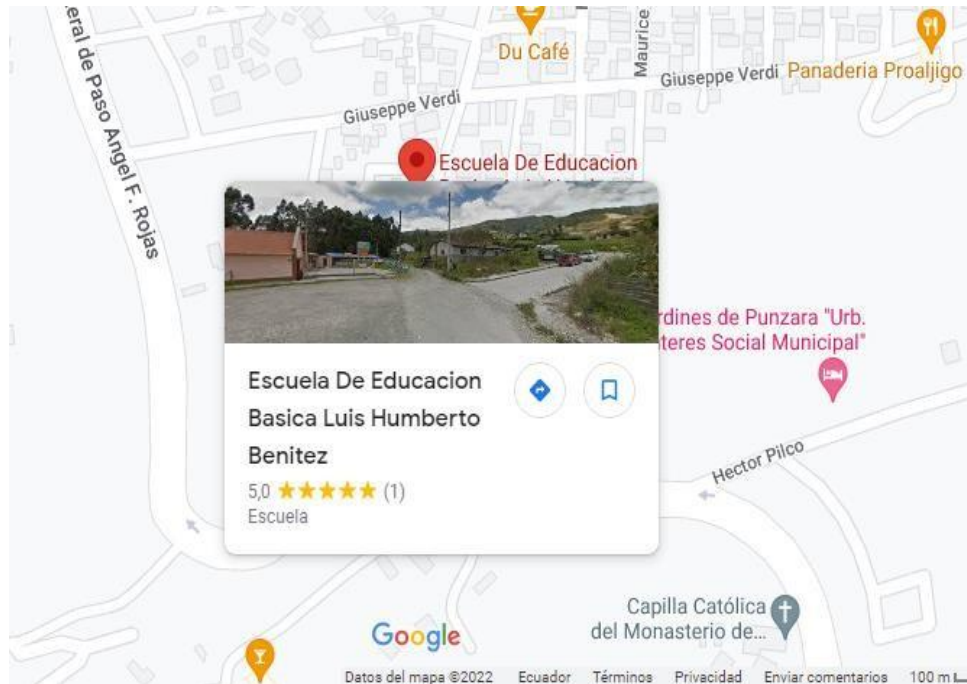 eral de Paso Angel F. Rojas
Du Café
Maurice
Giuseppe Verdi
Panaderia Proaljigo
Giuseppe Verdi
Escuela De Educacion
rdines de Punzara "Urb.
teres Social Municipal"
Escuela De Educacion
Basica Luis Humberto
Benitez
5,0 ★★★★★ (1)
Escuela
Hector Pilco
Capilla Católica
del Monasterio de...
Google
Datos del mapa ©2022 Ecuador Términos Privacidad Enviar comentarios 100 m